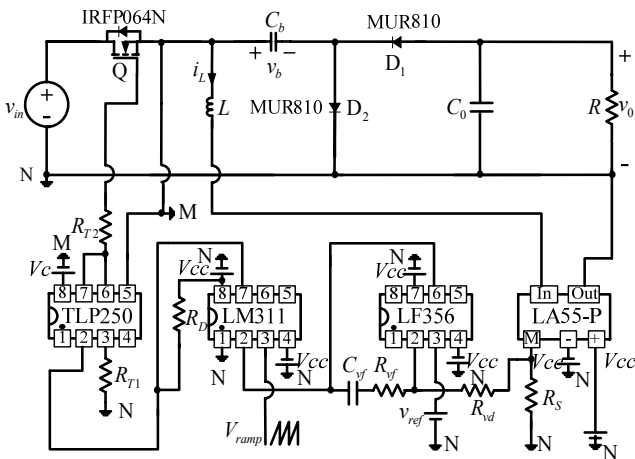 IRFP064N
C_b
MUR810
+ v_b −
Q
i_L
D_1
+
+
v_in
-
L
MUR810
D_2
C_0
R
v_0
N
-
R_T2
M
M
N
N
Vc
Vcc
Vcc
In
Out
8 7 6 5
8 7 6 5
8 7 6 5
TLP250
R_D
LM311
LF356
LA55-P
1 2 3 4
1 2 3 4
1 2 3 4
M - +
Vcc
Vcc
Vcc
Vcc
R_T1
N
N
N
C_vf
R_vf
N
N
N
R_vd
R_S
v_ref
V_ramp
N
N
N